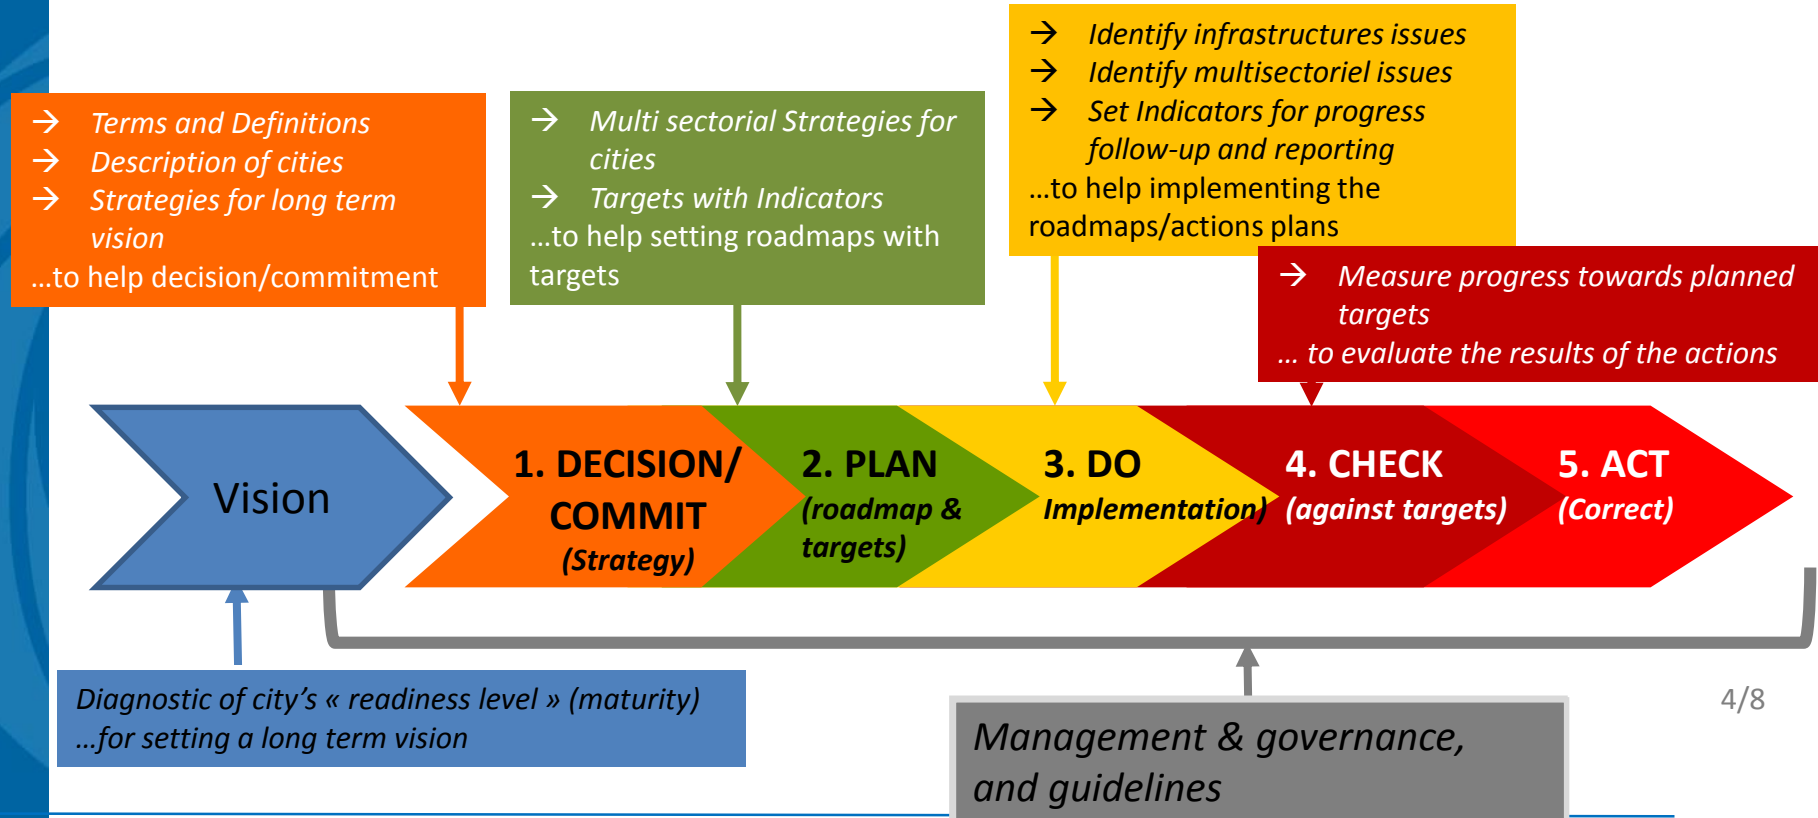 → Terms and Definitions
→ Description of cities
→ Strategies for long term
vision
…to help decision/commitment
→ Multi sectorial Strategies for
cities
→ Targets with Indicators
…to help setting roadmaps with
targets
→ Identify infrastructures issues
→ Identify multisectoriel issues
→ Set Indicators for progress
follow-up and reporting
…to help implementing the
roadmaps/actions plans
→ Measure progress towards planned
targets
… to evaluate the results of the actions
Vision
1. DECISION/
COMMIT
(Strategy)
2. PLAN
(roadmap &
targets)
3. DO
Implementation)
4. CHECK
(against targets)
5. ACT
(Correct)
Diagnostic of city’s « readiness level » (maturity)
…for setting a long term vision
Management & governance,
and guidelines
4/8